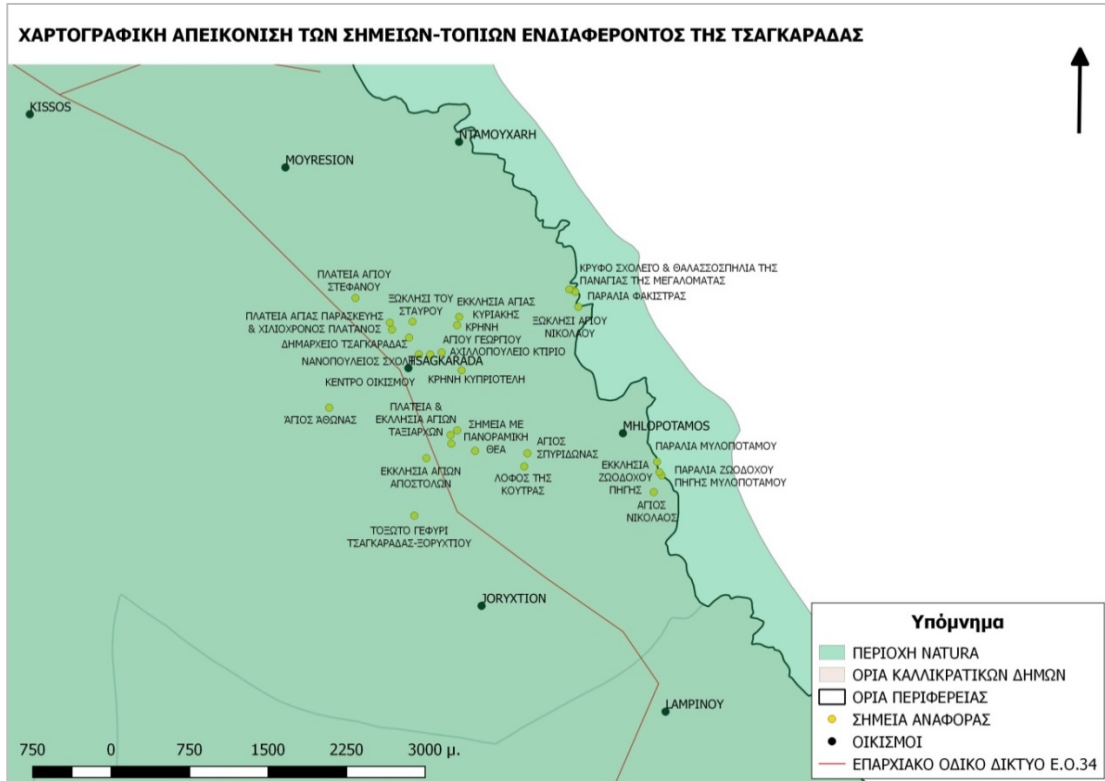 ΧΑΡΤΟΓΡΑΦΙΚΗ ΑΠΕΙΚΟΝΙΣΗ ΤΩΝ ΣΗΜΕΙΩΝ-ΤΟΠΙΩΝ ΕΝΔΙΑΦΕΡΟΝΤΟΣ ΤΗΣ ΤΣΑΓΚΑΡΑΔΑΣ
KISSOS
NTAMOYXARH
MOYRESION
ΚΡΥΦΟ ΣΧΟΛΕΙΌ & ΘΑΛΑΣΣΟΣΠΗΛΙΑ ΤΗΣ
ΠΑΝΑΓΙΑΣ ΤΗΣ ΜΕΓΑΛΟΜΑΤΑΣ
ΠΑΡΑΛΙΑ ΦΑΚΙΣΤΡΑΣ
ΞΩΚΛΗΣΙ ΑΓΙΟΥ
ΝΙΚΟΛΑΟΥ
ΠΛΑΤΕΙΑ ΑΓΙΟΥ
ΣΤΕΦΑΝΟΥ
ΞΩΚΛΗΣΙ ΤΟΥ
ΣΤΑΥΡΟΥ
ΕΚΚΛΗΣΙΑ ΑΓΙΑΣ
ΚΥΡΙΑΚΗΣ
ΠΛΑΤΕΙΑ ΑΓΙΑΣ ΠΑΡΑΣΚΕΥΗΣ
& ΧΙΛΙΟΧΡΟΝΟΣ ΠΛΑΤΑΝΟΣ
ΚΡΗΝΗ
ΑΓΙΟΥ ΓΕΩΡΓΙΟΥ
ΔΗΜΑΡΧΕΙΟ ΤΣΑΓΚΑΡΑΔΑΣ
ΑΧΙΛΛΟΠΟΥΛΕΙΟ ΚΤΙΡΙΟ
ΝΑΝΟΠΟΥΛΕΙΟΣ ΣΧΟΛΗ
TSAGKARADA
ΚΕΝΤΡΟ ΟΙΚΙΣΜΟΥ
ΚΡΗΝΗ ΚΥΠΡΙΟΤΕΛΗ
ΆΓΙΟΣ ΆΘΩΝΑΣ
ΠΛΑΤΕΙΑ &
ΕΚΛΛΗΣΙΑ ΑΓΙΩΝ
ΤΑΞΙΑΡΧΩΝ
ΣΗΜΕΙΑ ΜΕ
ΠΑΝΟΡΑΜΙΚΗ
ΘΕΑ
ΑΓΙΟΣ
ΣΠΥΡΙΔΩΝΑΣ
ΛΟΦΟΣ ΤΗΣ
ΚΟΥΤΡΑΣ
ΕΚΚΛΗΣΙΑ ΑΓΙΩΝ
ΑΠΟΣΤΟΛΩΝ
MHLOPOTAMOS
ΠΑΡΑΛΙΑ ΜΥΛΟΠΟΤΑΜΟΥ
ΕΚΚΛΗΣΙΑ
ΖΩΟΔΟΧΟΥ
ΠΗΓΗΣ
ΠΑΡΑΛΙΑ ΖΩΟΔΟΧΟΥ
ΠΗΓΗΣ ΜΥΛΟΠΟΤΑΜΟΥ
ΑΓΙΟΣ
ΝΙΚΟΛΑΟΣ
ΤΟΞΩΤΟ ΓΕΦΥΡΙ
ΤΣΑΓΚΑΡΑΔΑΣ-ΞΟΡΥΧΤΙΟΥ
JORYXTION
LAMPINOY
Υπόμνημα
ΠΕΡΙΟΧΗ NATURA
ΟΡΙΑ ΚΑΛΛΙΚΡΑΤΙΚΩΝ ΔΗΜΩΝ
ΟΡΙΑ ΠΕΡΙΦΕΡΕΙΑΣ
ΣΗΜΕΙΑ ΑΝΑΦΟΡΑΣ
ΟΙΚΙΣΜΟΙ
ΕΠΑΡΧΙΑΚΟ ΟΔΙΚΟ ΔΙΚΤΥΟ Ε.Ο.34
750 0 750 1500 2250 3000 μ.